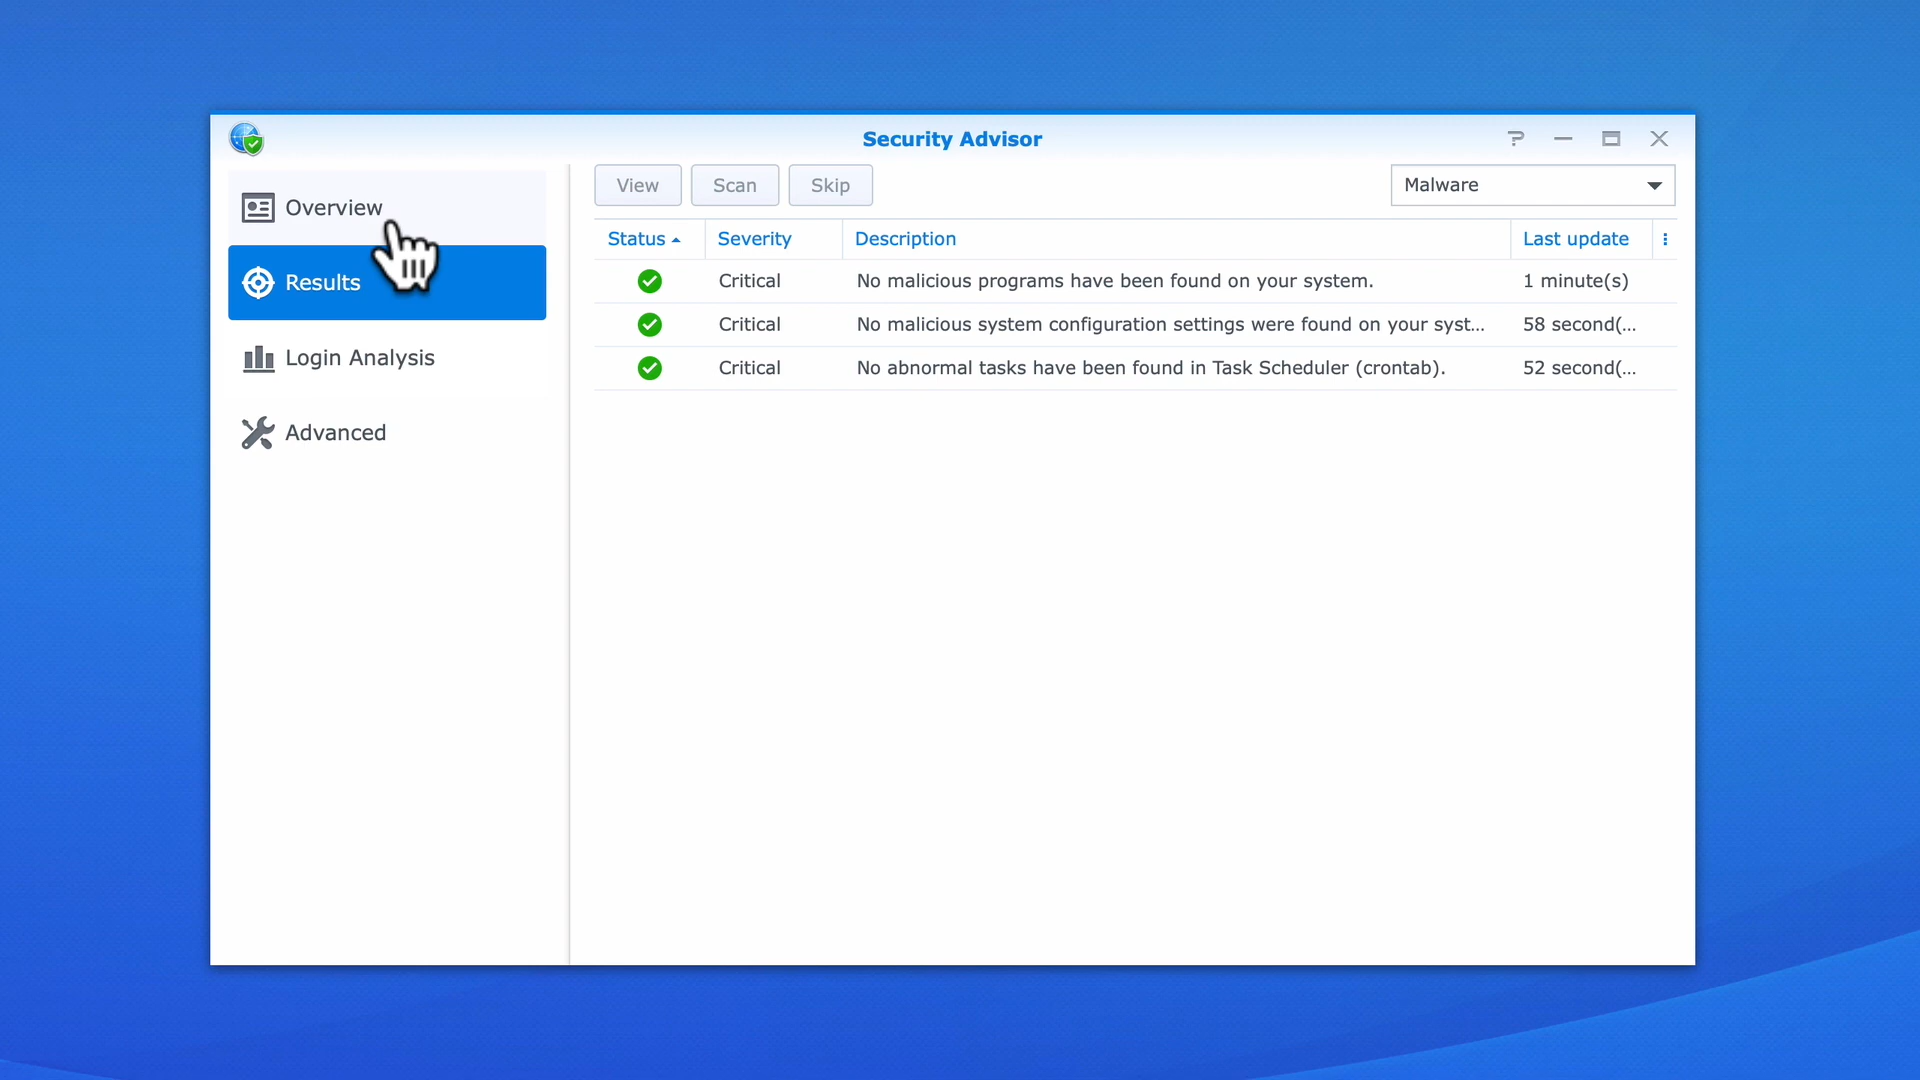 Security Advisor
Overview
Results
Login Analysis
Advanced
View Scan Skip Malware
Status Severity Description Last update
Critical No malicious programs have been found on your system. 1 minute(s)
Critical No malicious system configuration settings were found on your syst... 58 second(...
Critical No abnormal tasks have been found in Task Scheduler (crontab). 52 second(...